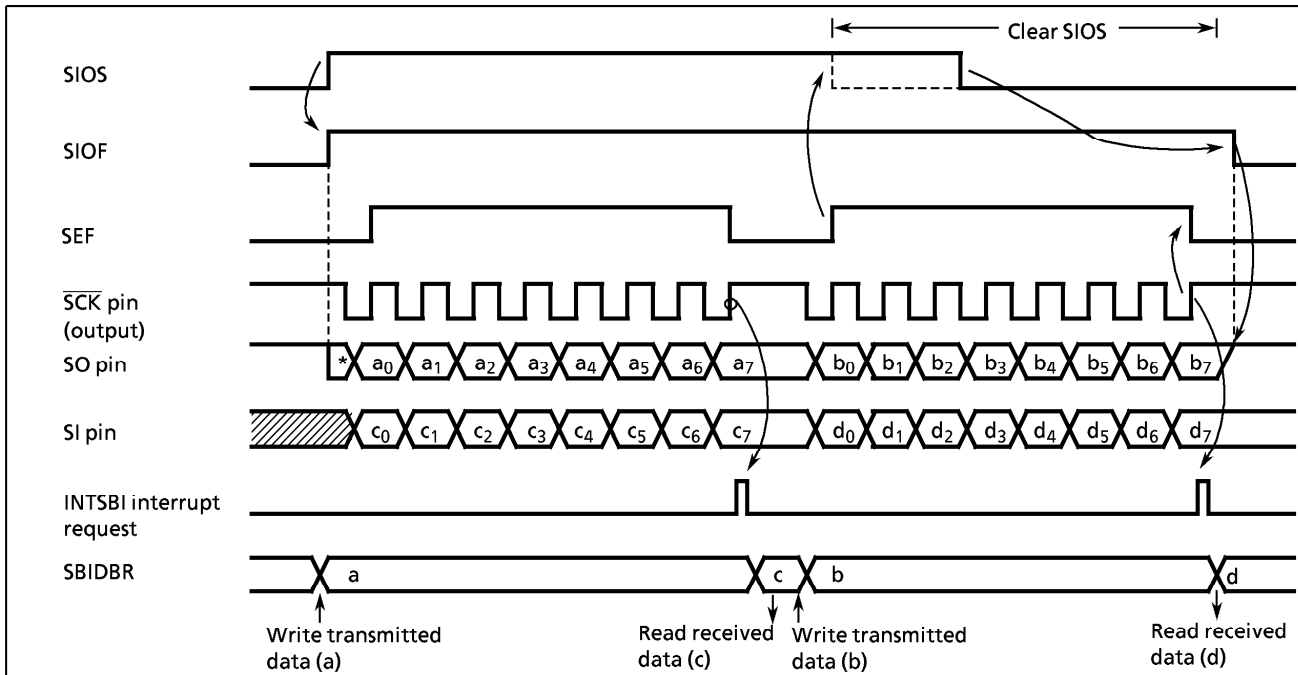 Clear SIOS
SIOS
SIOF
SEF
SCK pin
(output)
SO pin
* a0 a1 a2 a3 a4 a5 a6 a7 b0 b1 b2 b3 b4 b5 b6 b7
SI pin
c0 c1 c2 c3 c4 c5 c6 c7 d0 d1 d2 d3 d4 d5 d6 d7
INTSBI interrupt
request
SBIDBR
a c b d
Write transmitted
data (a)
Read received
data (c)
Write transmitted
data (b)
Read received
data (d)